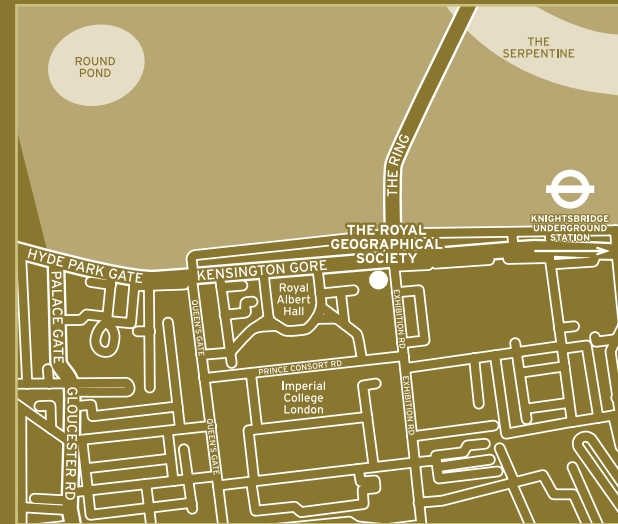 ROUND
POND
THE
SERPENTINE
THE RING
KNIGHTSBRIDGE
UNDERGROUND
STATION
THE ROYAL
GEOGRAPHICAL
SOCIETY
HYDE PARK GATE
KENSINGTON GORE
Royal
Albert
Hall
PALACE GATE
QUEEN'S GATE
EXHIBITION RD
PRINCE CONSORT RD
Imperial
College
London
GLOUCESTER RD
QUEEN'S GATE
EXHIBITION RD